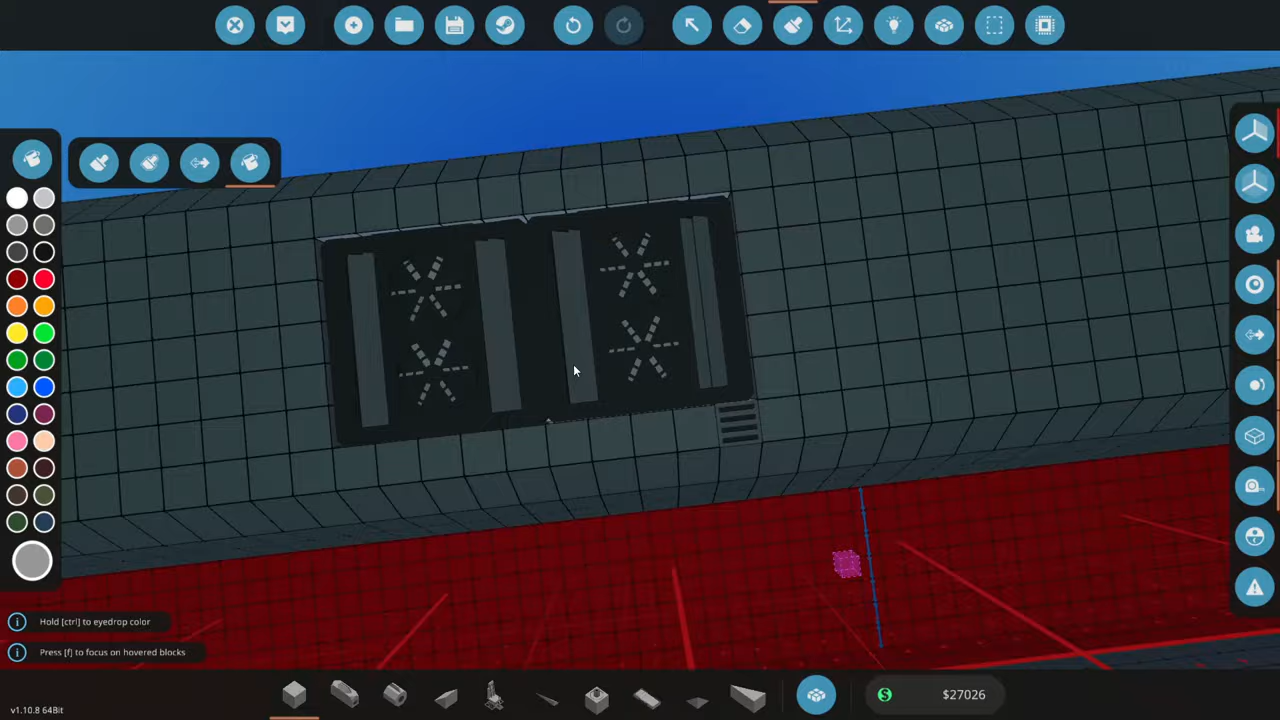 Hold [ctrl] to eyedrop color
Press [f] to focus on hovered blocks
v1.10.8 64Bit
$
$27026